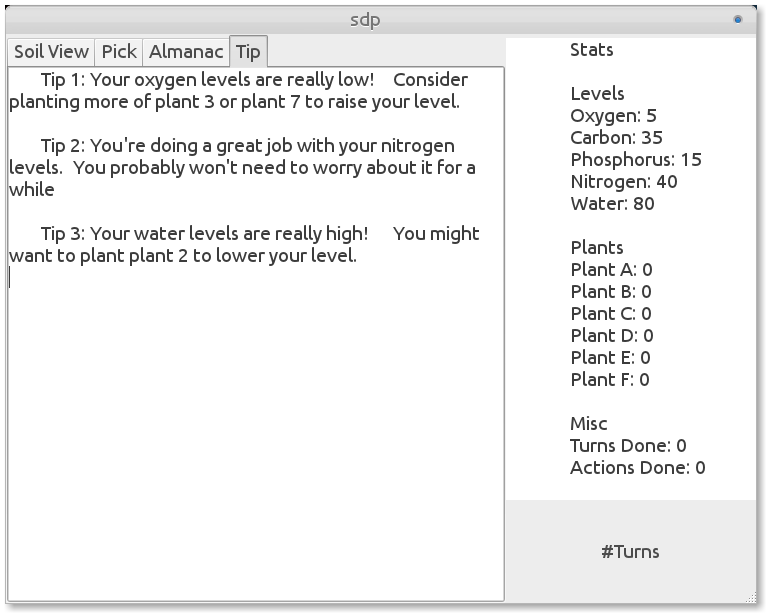 sdp
Soil View Pick Almanac Tip
Tip 1: Your oxygen levels are really low! Consider
planting more of plant 3 or plant 7 to raise your level.
Tip 2: You're doing a great job with your nitrogen
levels. You probably won't need to worry about it for a
while
Tip 3: Your water levels are really high! You might
want to plant plant 2 to lower your level.
Stats
Levels
Oxygen: 5
Carbon: 35
Phosphorus: 15
Nitrogen: 40
Water: 80
Plants
Plant A: 0
Plant B: 0
Plant C: 0
Plant D: 0
Plant E: 0
Plant F: 0
Misc
Turns Done: 0
Actions Done: 0
#Turns